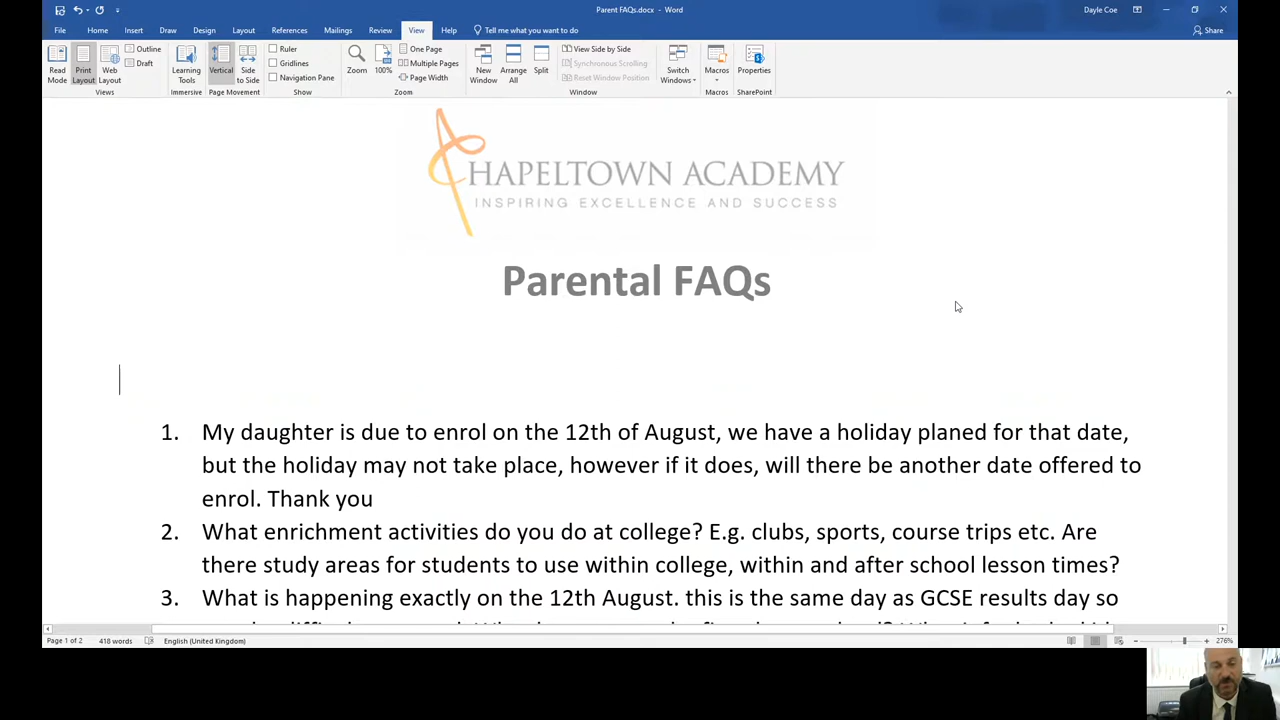 Parent FAQs.docx - Word
Dayle Coe
File Home Insert Draw Design Layout References Mailings Review View Help Tell me what you want to do Share
Read Mode
Print Layout
Web Layout
Outline
Draft
Views
Learning Tools
Immersive
Vertical
Side to Side
Page Movement
Ruler
Gridlines
Navigation Pane
Show
Zoom
100%
One Page
Multiple Pages
Page Width
Zoom
New Window
Arrange All
Split
View Side by Side
Synchronous Scrolling
Reset Window Position
Window
Switch Windows
Macros
Macros
Properties
SharePoint
CHAPELTOWN ACADEMY
INSPIRING EXCELLENCE AND SUCCESS
Parental FAQs
1. My daughter is due to enrol on the 12th of August, we have a holiday planed for that date,
but the holiday may not take place, however if it does, will there be another date offered to
enrol. Thank you
2. What enrichment activities do you do at college? E.g. clubs, sports, course trips etc. Are
there study areas for students to use within college, within and after school lesson times?
3. What is happening exactly on the 12th August. this is the same day as GCSE results day so
Page 1 of 2 418 words English (United Kingdom) 276%